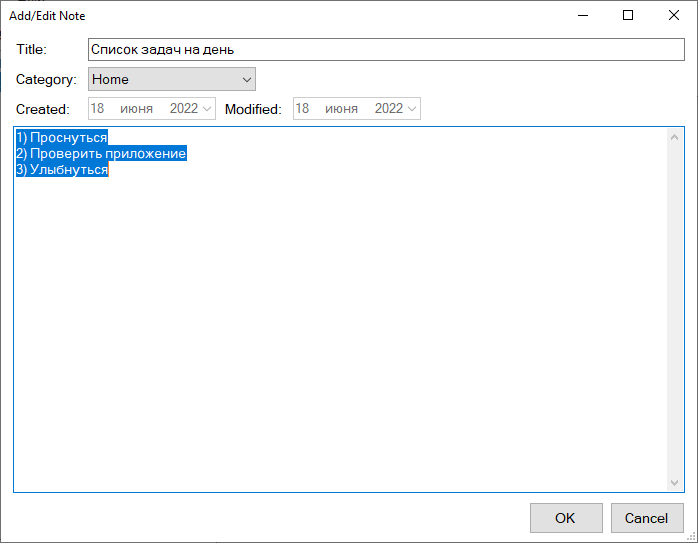 Add/Edit Note
Title: Список задач на день
Category: Home
Created: 18 июня 2022 Modified: 18 июня 2022
1) Проснуться
2) Проверить приложение
3) Улыбнуться
OK Cancel